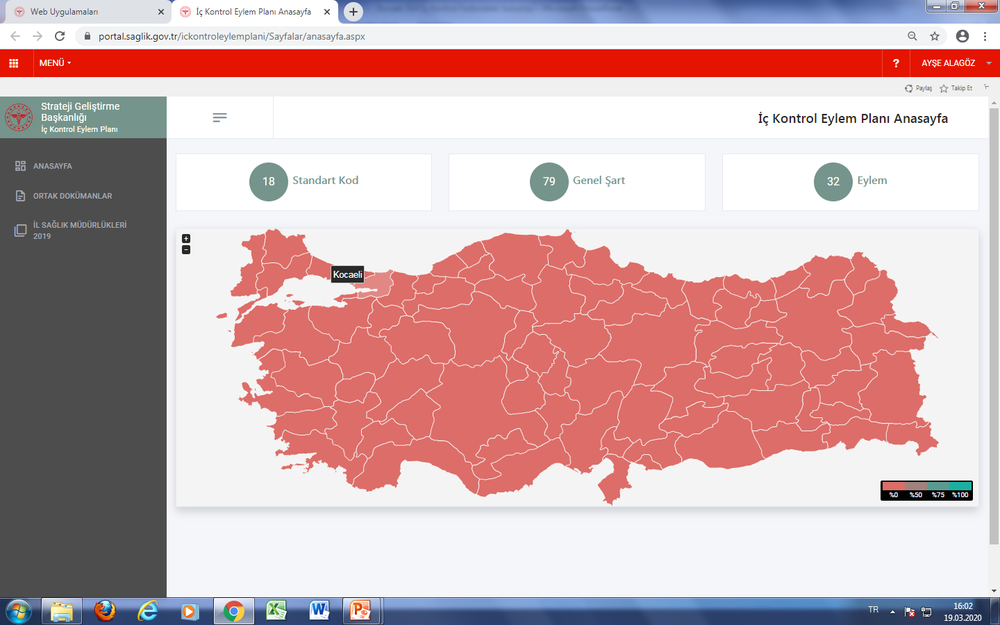 Web Uygulamaları
İç Kontrol Eylem Planı Anasayfa
portal.saglik.gov.tr/ickontroleylemplani/Sayfalar/anasayfa.aspx
MENÜ
?
AYŞE ALAGÖZ
Paylaş
Takip Et
Strateji Geliştirme
Başkanlığı
İç Kontrol Eylem Planı
İç Kontrol Eylem Planı Anasayfa
ANASAYFA
ORTAK DOKÜMANLAR
İL SAĞLIK MÜDÜRLÜKLERİ
2019
18 Standart Kod
79 Genel Şart
32 Eylem
+
−
Kocaeli
%0 %50 %75 %100
TR
16:02
19.03.2020